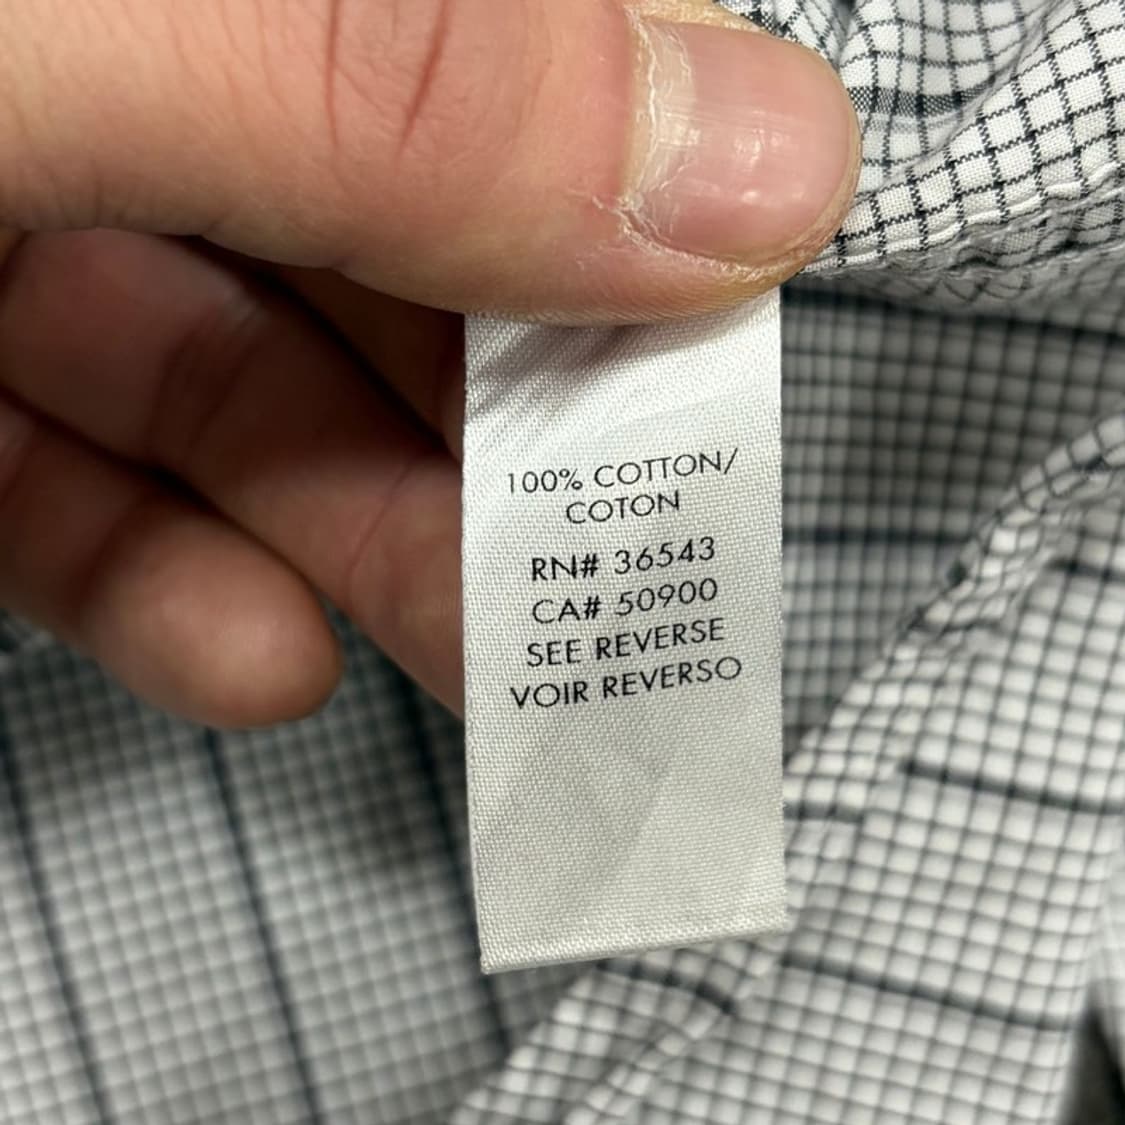 100% COTTON/
COTON
RN# 36543
CA# 50900
SEE REVERSE
VOIR REVERSO